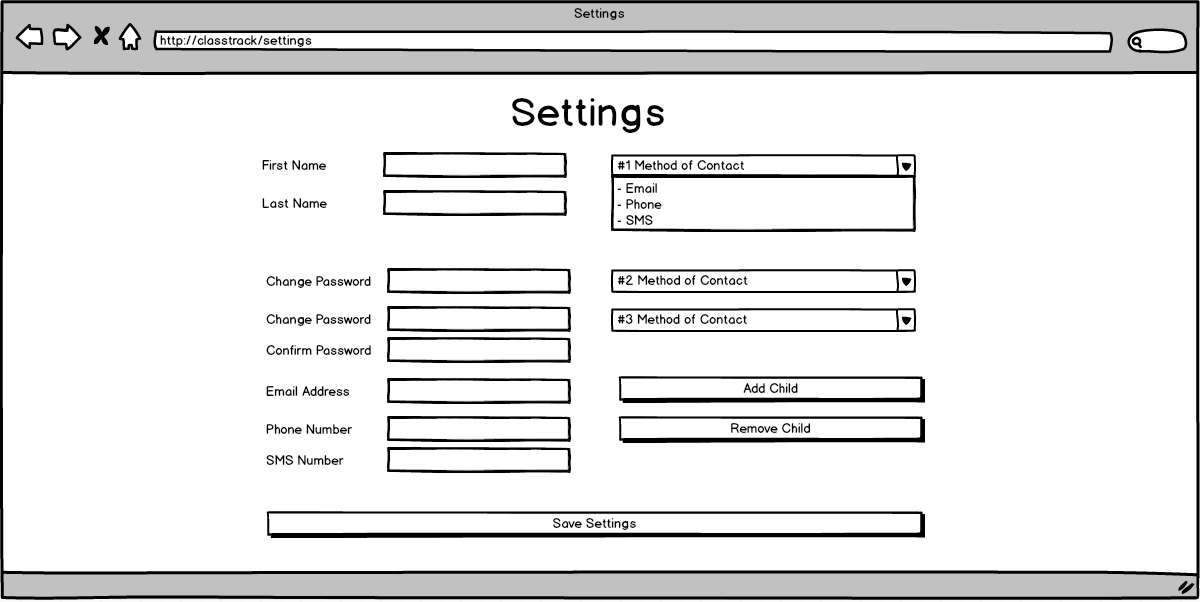 Settings
http://classtrack/settings
Settings
First Name
Last Name
#1 Method of Contact
- Email
- Phone
- SMS
Change Password
#2 Method of Contact
Change Password
#3 Method of Contact
Confirm Password
Email Address
Add Child
Phone Number
Remove Child
SMS Number
Save Settings